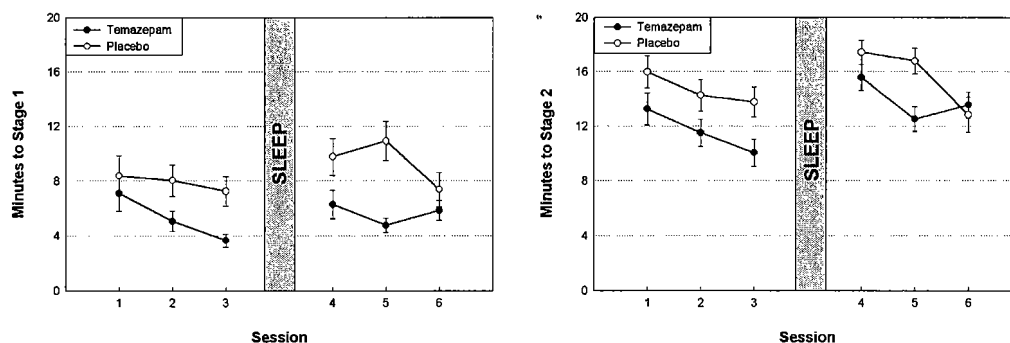 Temazepam
Placebo
Minutes to Stage 1
20
16
12
8
4
0
SLEEP
1 2 3 4 5 6
Session
Temazepam
Placebo
Minutes to Stage 2
20
16
12
8
4
0
SLEEP
1 2 3 4 5 6
Session